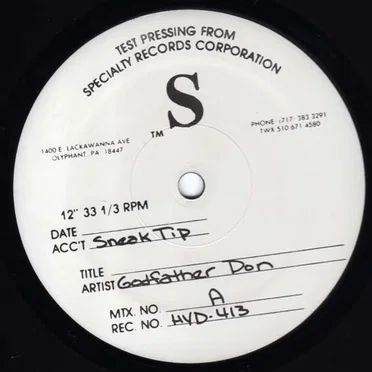 TEST PRESSING FROM
SPECIALTY RECORDS CORPORATION
S
TM
1400 E. LACKAWANNA AVE
OLYPHANT, PA 18447
PHONE (717) 383 3291
TWX 510 671 4580
12" 33 1/3 RPM
DATE
ACC'T Sneak Tip
TITLE
ARTIST Godfather Don
MTX. NO. A
REC. NO. HVD-413